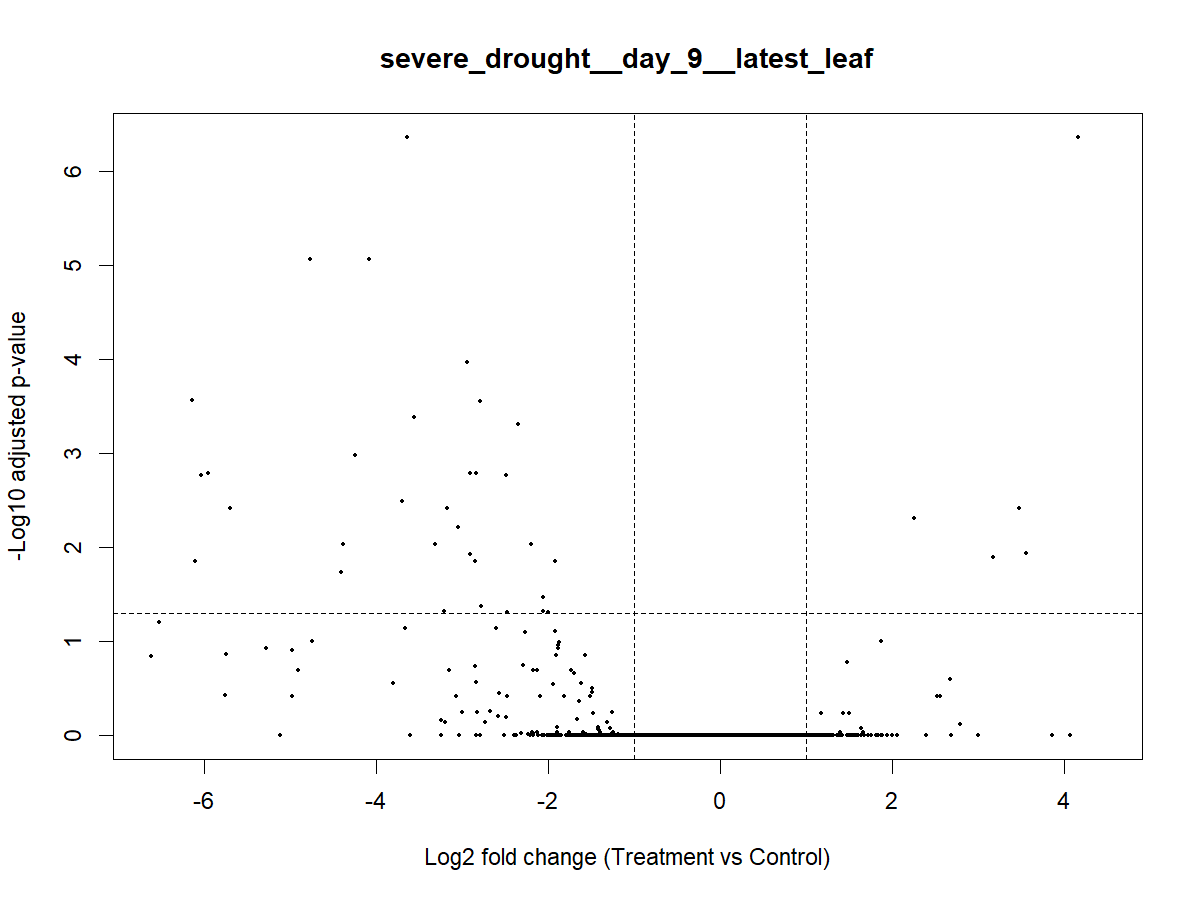 severe_drought__day_9__latest_leaf
6
5
4
3
2
1
0
-Log10 adjusted p-value
-6 -4 -2 0 2 4
Log2 fold change (Treatment vs Control)